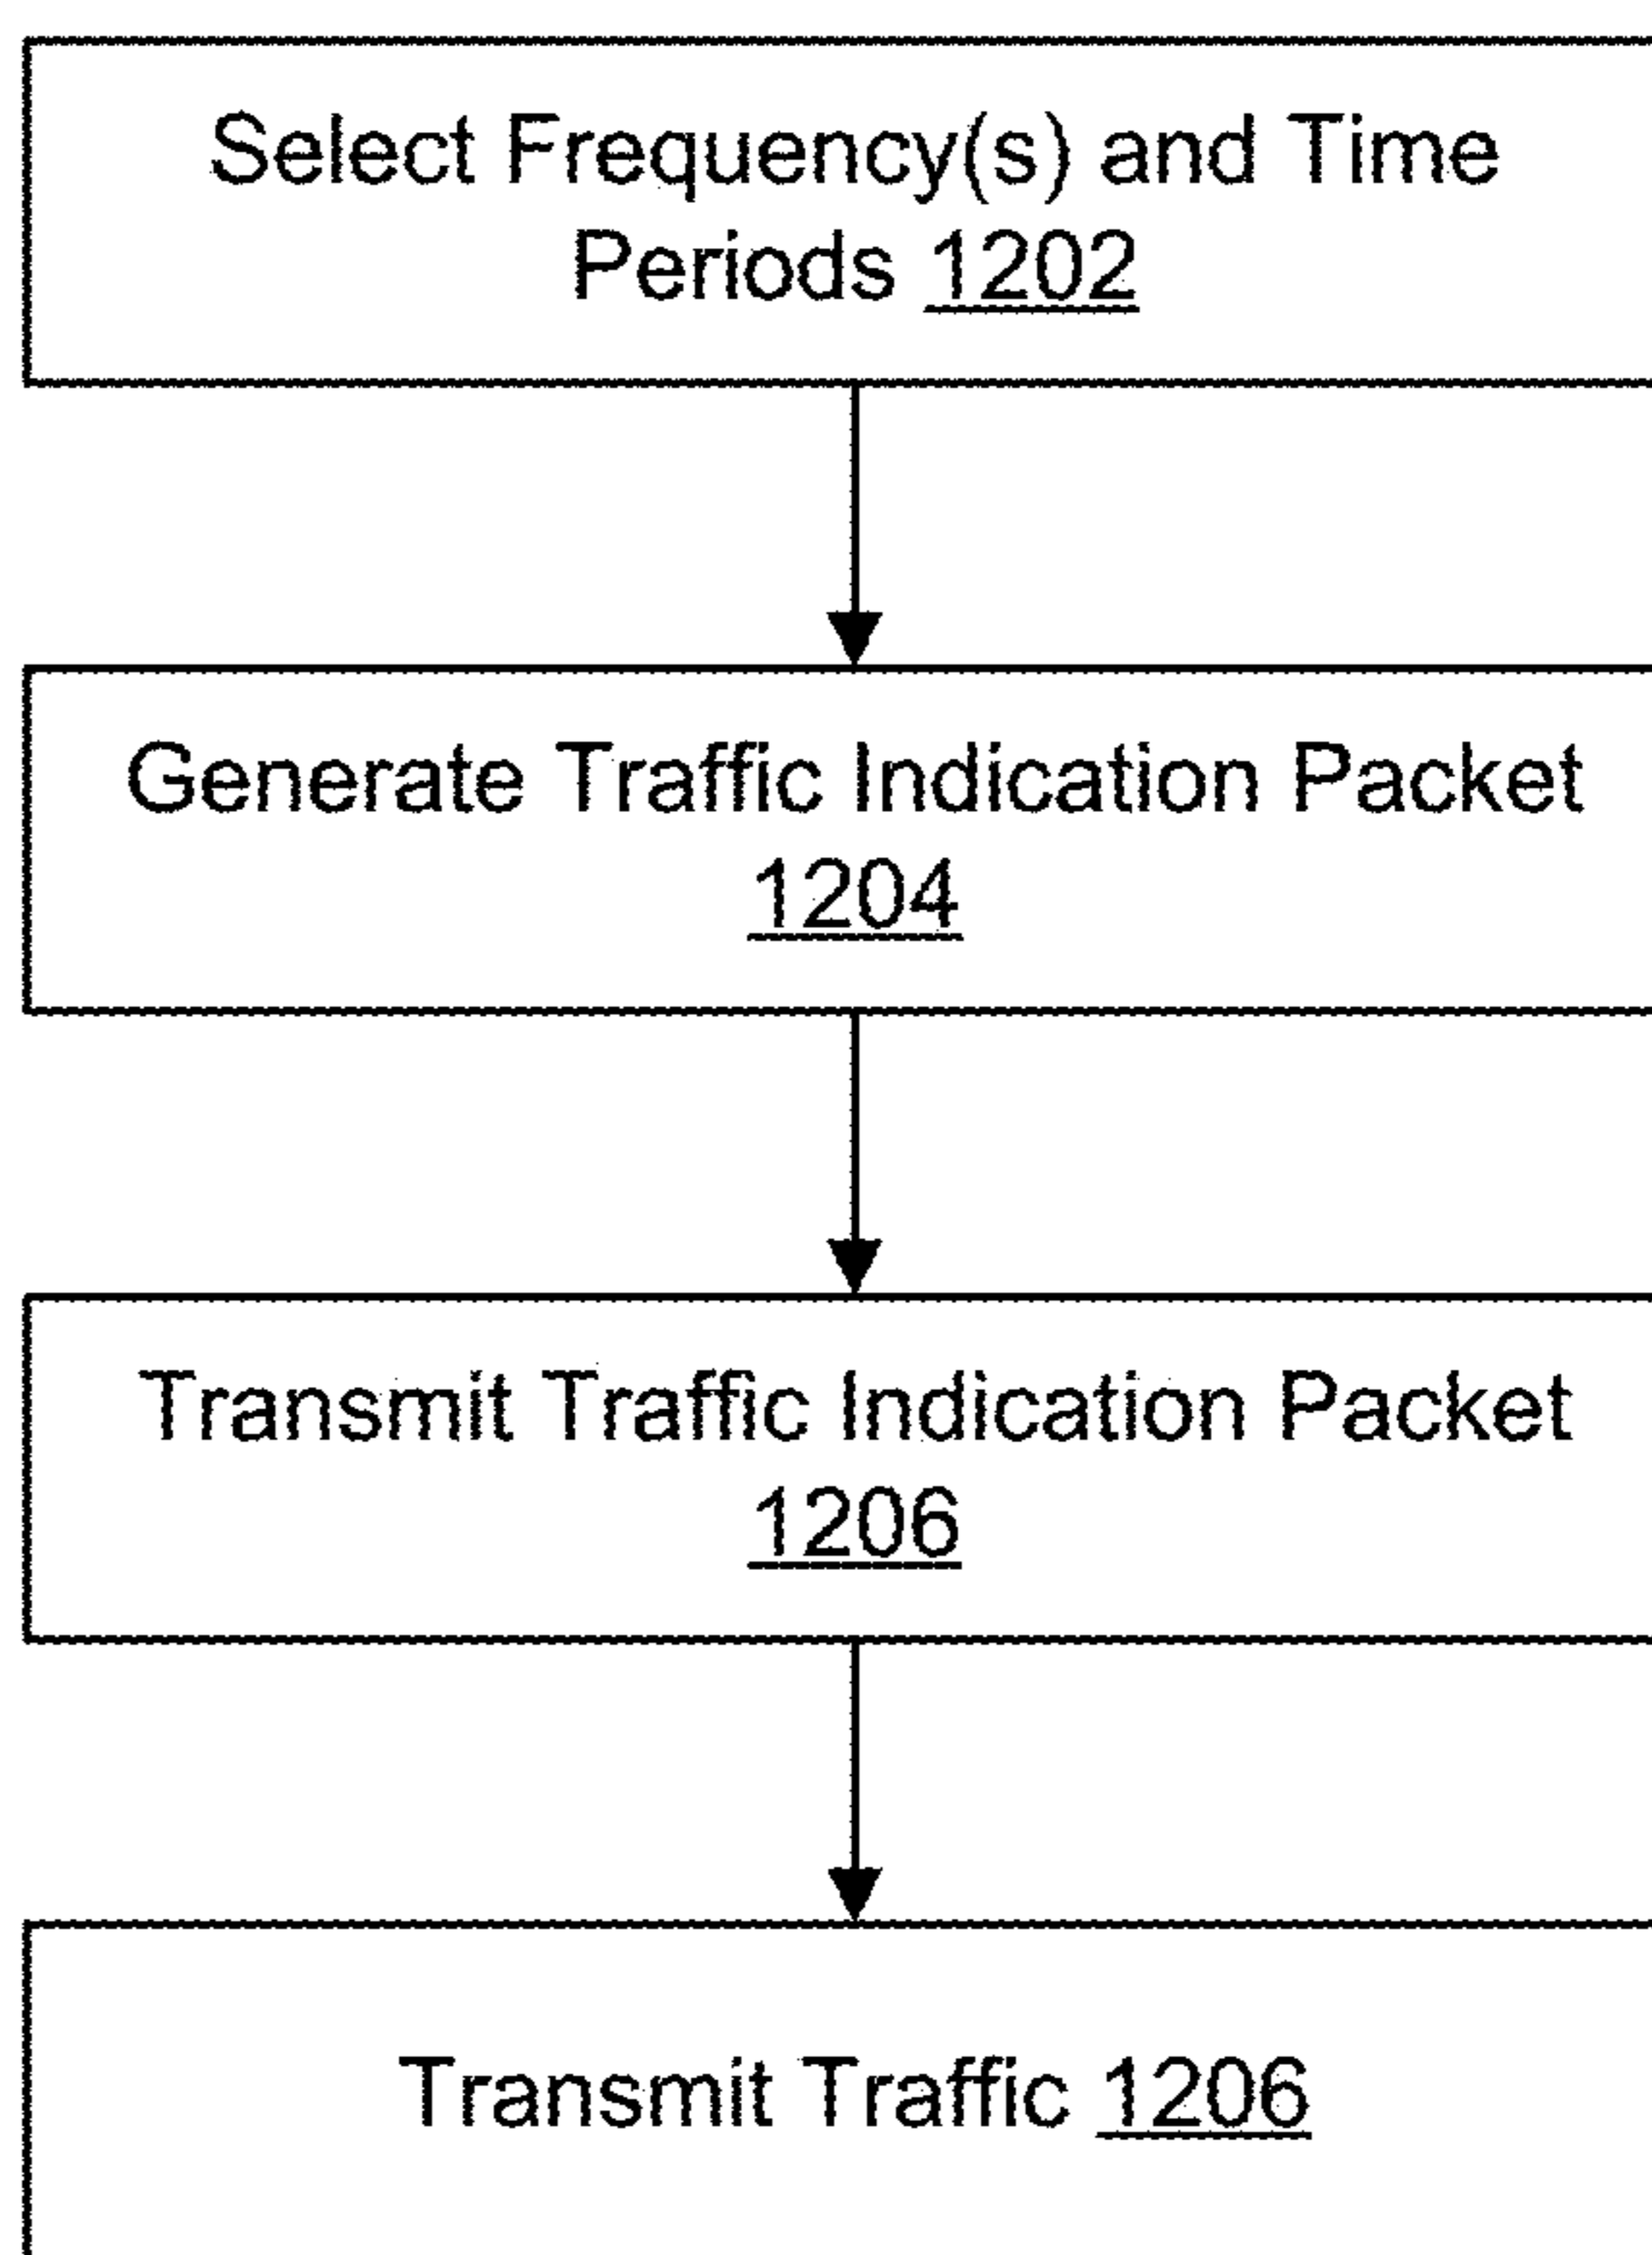 Select Frequency(s) and Time
Periods 1202
Generate Traffic Indication Packet
1204
Transmit Traffic Indication Packet
1206
Transmit Traffic 1206